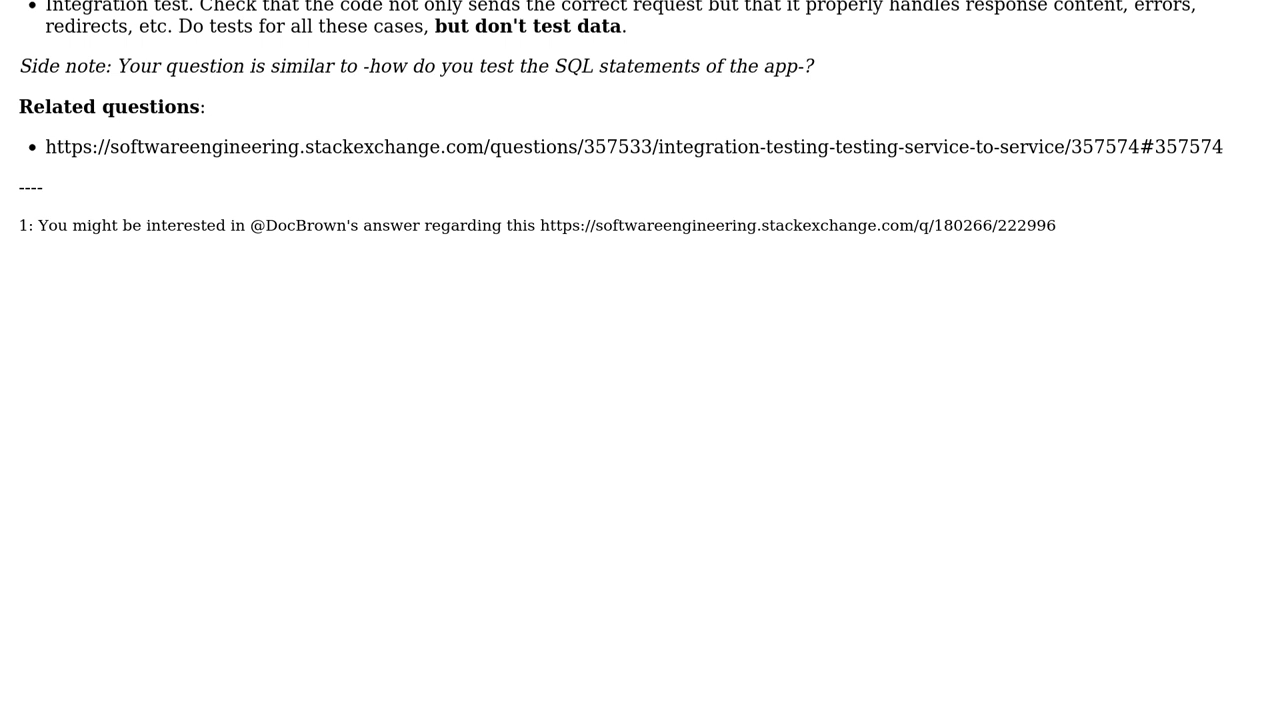 • Integration test. Check that the code not only sends the correct request but that it properly handles response content, errors,
redirects, etc. Do tests for all these cases, but don't test data.
Side note: Your question is similar to -how do you test the SQL statements of the app-?
Related questions:
• https://softwareengineering.stackexchange.com/questions/357533/integration-testing-testing-service-to-service/357574#357574
----
1: You might be interested in @DocBrown's answer regarding this https://softwareengineering.stackexchange.com/q/180266/222996